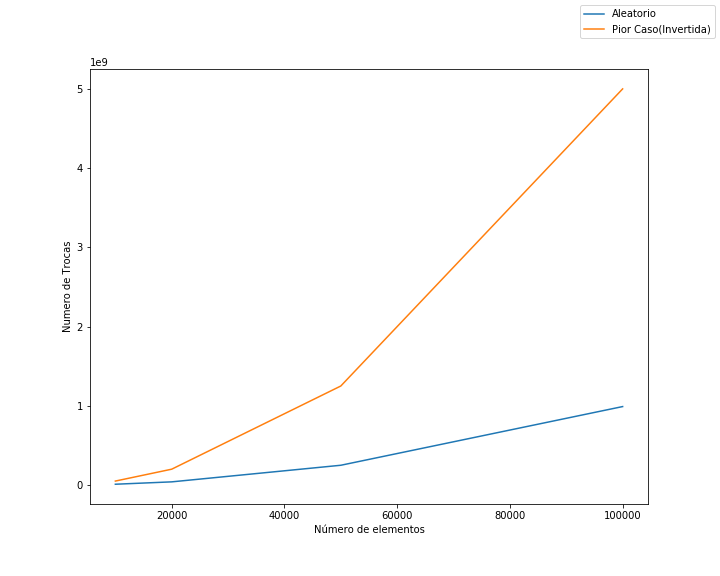 Aleatorio
Pior Caso(Invertida)
1e9
5
4
3
2
1
0
Numero de Trocas
20000 40000 60000 80000 100000
Número de elementos